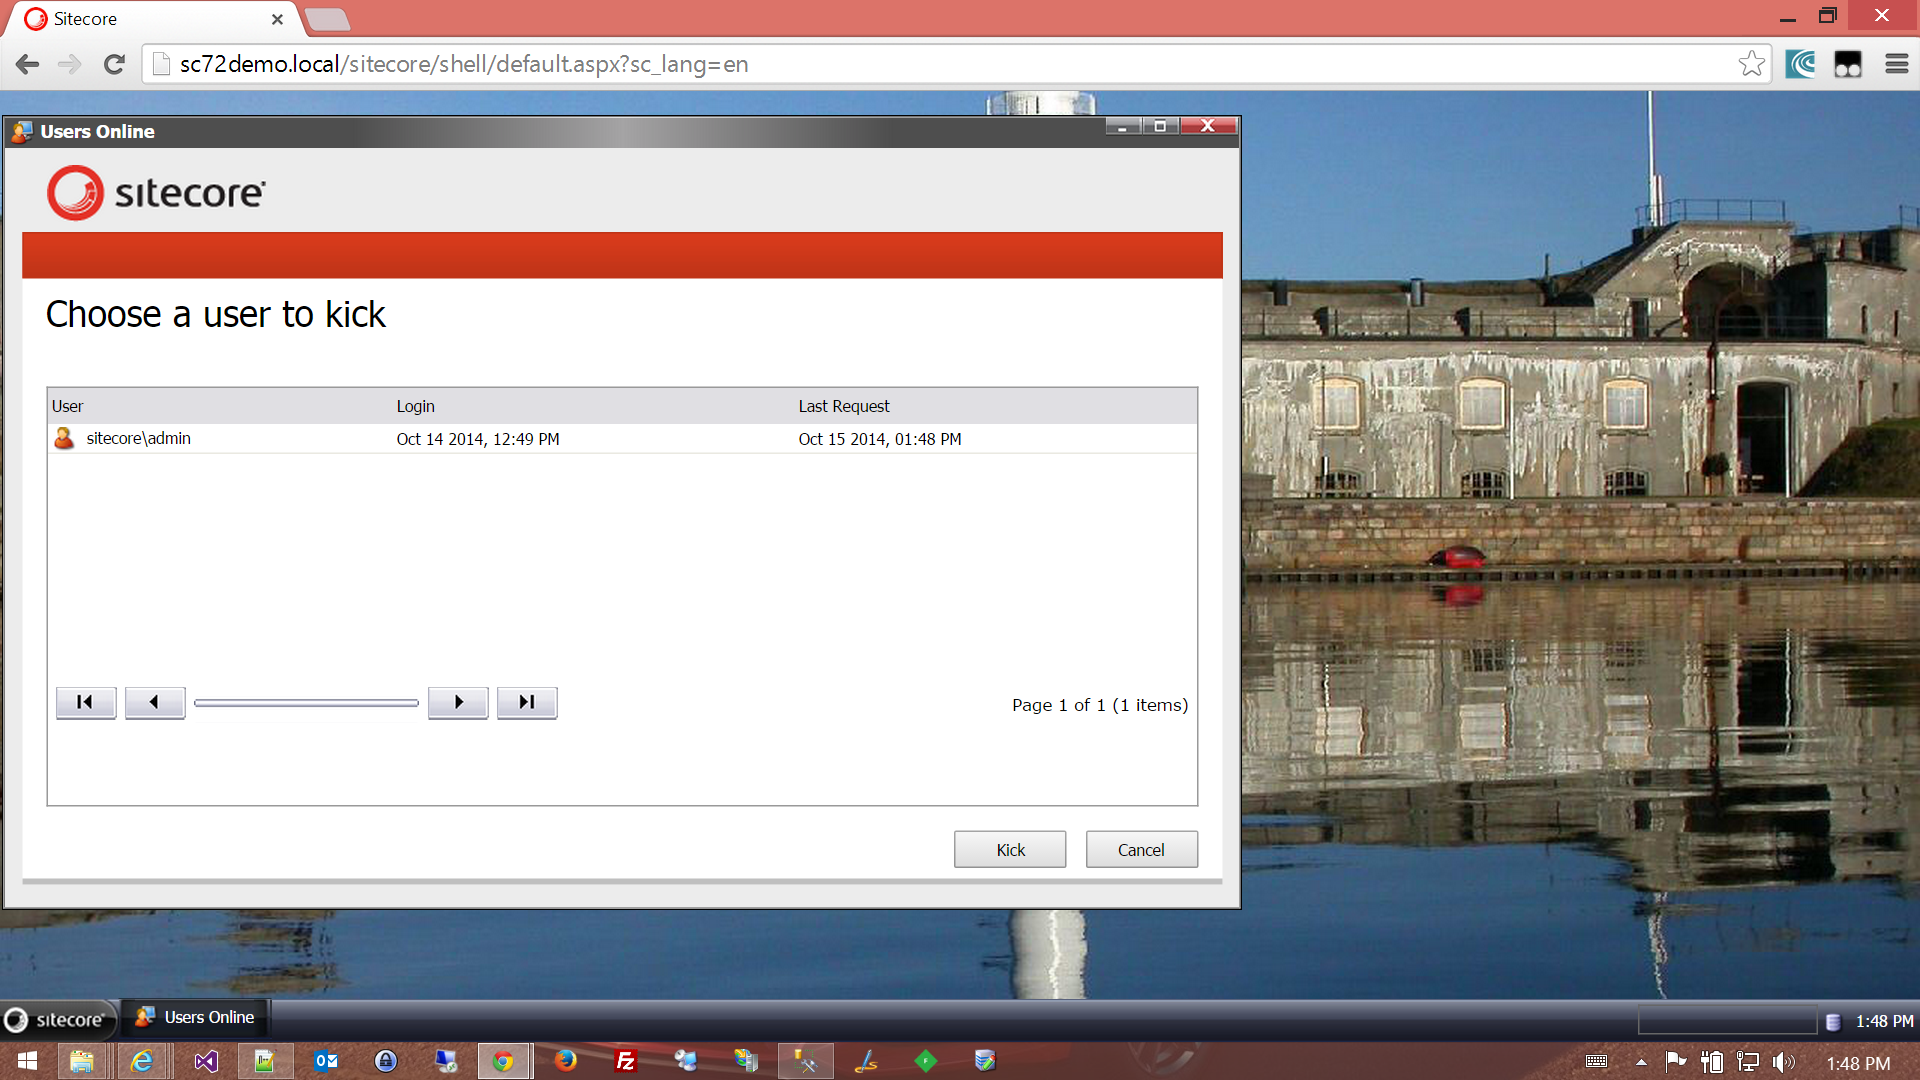 Sitecore
sc72demo.local/sitecore/shell/default.aspx?sc_lang=en
Users Online
sitecore
Choose a user to kick
User Login Last Request
sitecore\admin Oct 14 2014, 12:49 PM Oct 15 2014, 01:48 PM
Page 1 of 1 (1 items)
Kick Cancel
sitecore Users Online 1:48 PM
1:48 PM